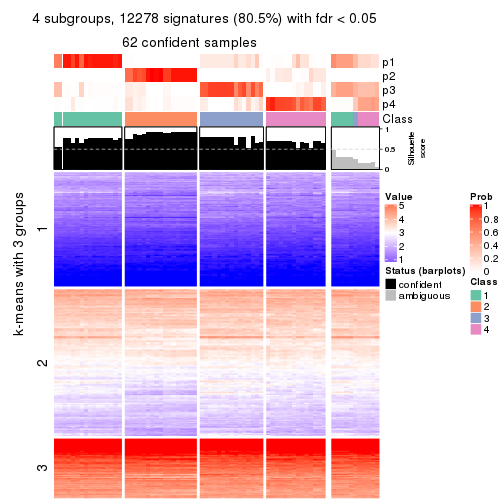 4 subgroups, 12278 signatures (80.5%) with fdr < 0.05
62 confident samples
p1
p2
p3
p4
Class
1
0.5
0
Silhouette
score
k-means with 3 groups
1
2
3
Value
5
4
3
2
1
Status (barplots)
confident
ambiguous
Prob
1
0.8
0.6
0.4
0.2
0
Class
1
2
3
4